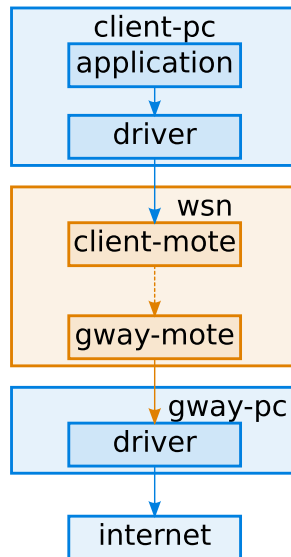 client-pc
application
driver
wsn
client-mote
gway-mote
gway-pc
driver
internet